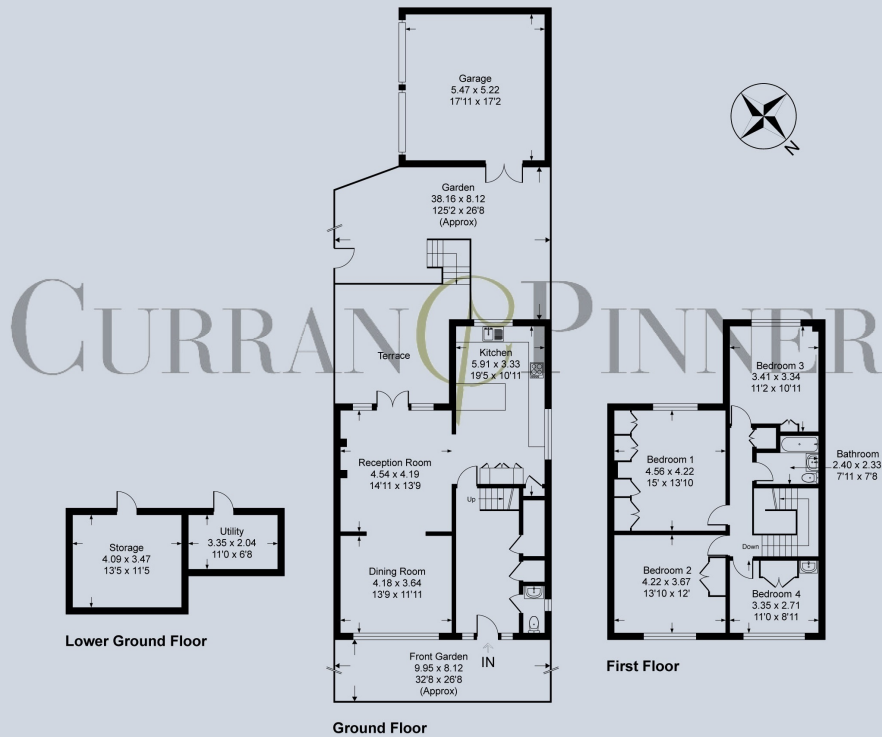 Garage
5.47 x 5.22
17'11 x 17'2
N
Garden
38.16 x 8.12
125'2 x 26'8
(Approx)
CURRAN & PINNER
Terrace
Kitchen
5.91 x 3.33
19'5 x 10'11
Reception Room
4.54 x 4.19
14'11 x 13'9
Up
Dining Room
4.18 x 3.64
13'9 x 11'11
IN
Front Garden
9.95 x 8.12
32'8 x 26'8
(Approx)
Ground Floor
Storage
4.09 x 3.47
13'5 x 11'5
Utility
3.35 x 2.04
11'0 x 6'8
Lower Ground Floor
Bedroom 3
3.41 x 3.34
11'2 x 10'11
Bedroom 1
4.56 x 4.22
15' x 13'10
Bathroom
2.40 x 2.33
7'11 x 7'8
Down
Bedroom 2
4.22 x 3.67
13'10 x 12'
Bedroom 4
3.35 x 2.71
11'0 x 8'11
First Floor